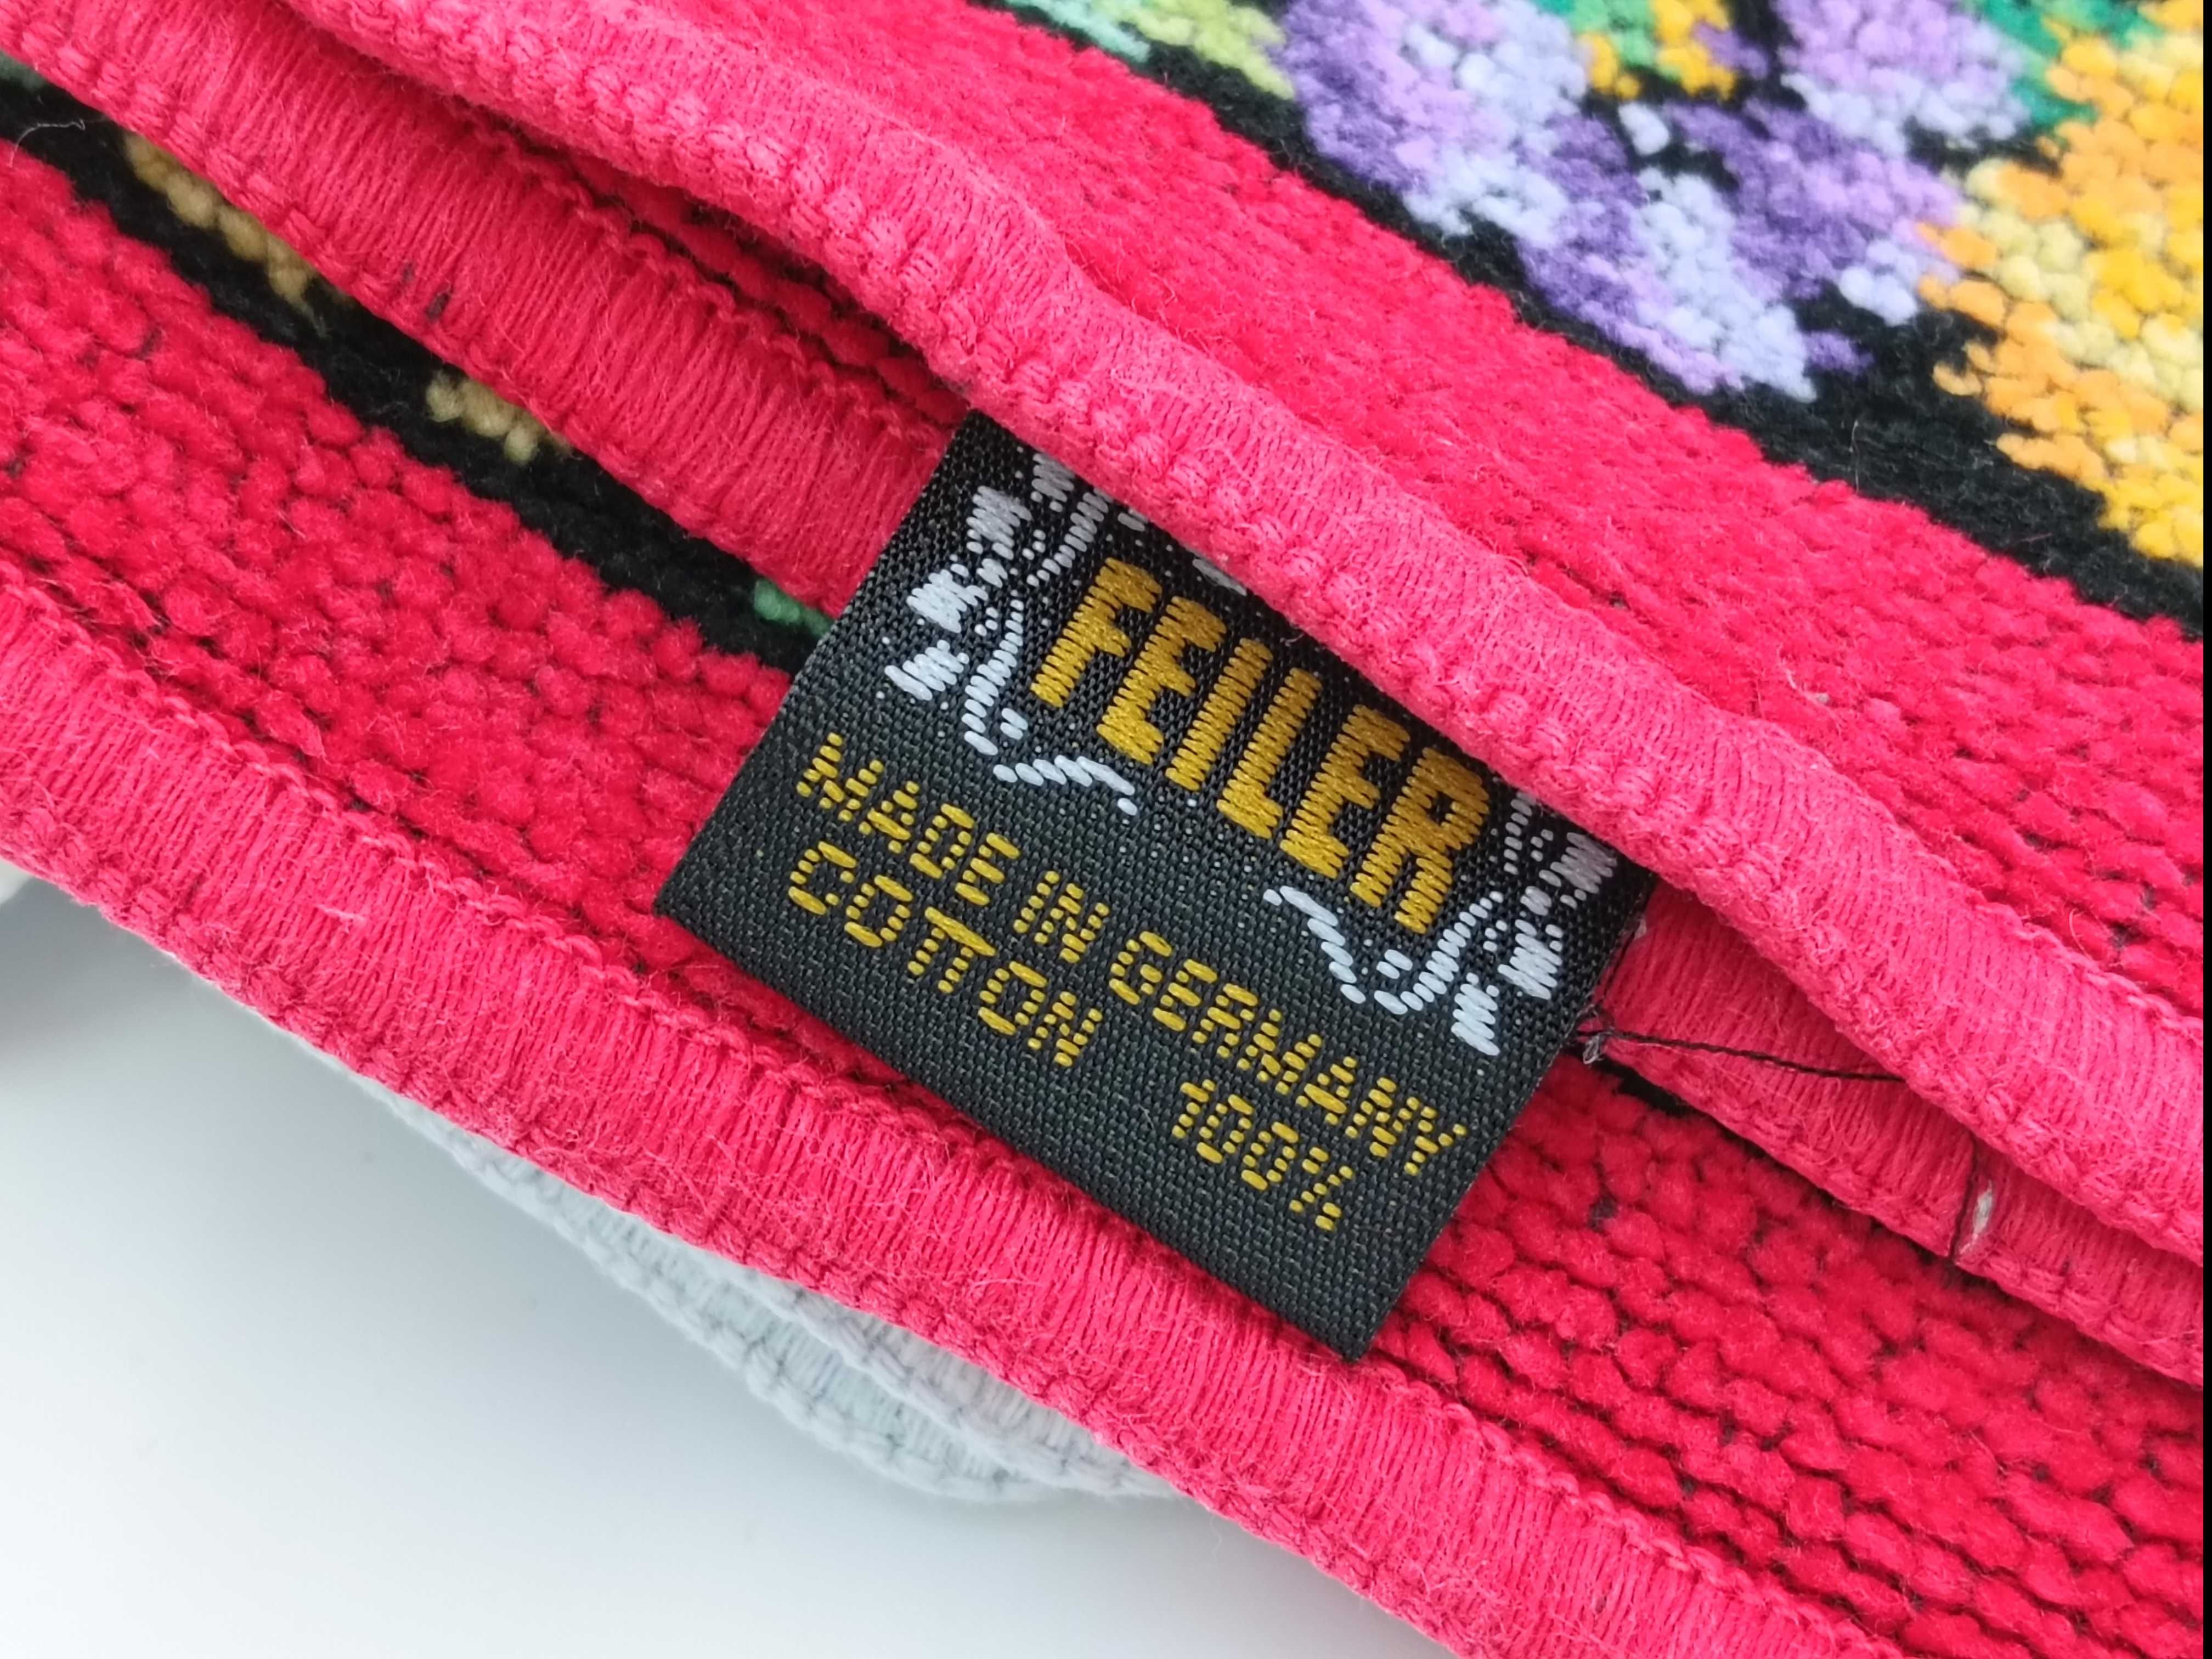 FEILER
MADE IN GERMANY
COTTON 100%